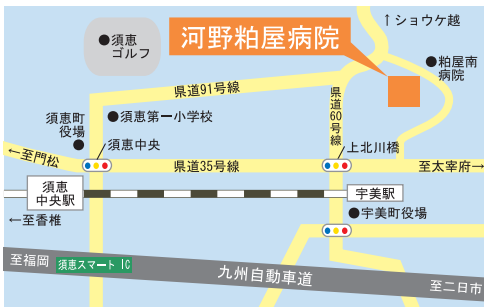 ↑ショウケ越
須恵
ゴルフ
河野粕屋病院
粕屋南
病院
県道91号線
県道60号線
須恵町
役場
須恵第一小学校
須恵中央
上北川橋
←至門松
県道35号線
至太宰府→
須恵
中央駅
宇美駅
←至香椎
宇美町役場
至福岡
須恵スマートIC
九州自動車道
至二日市